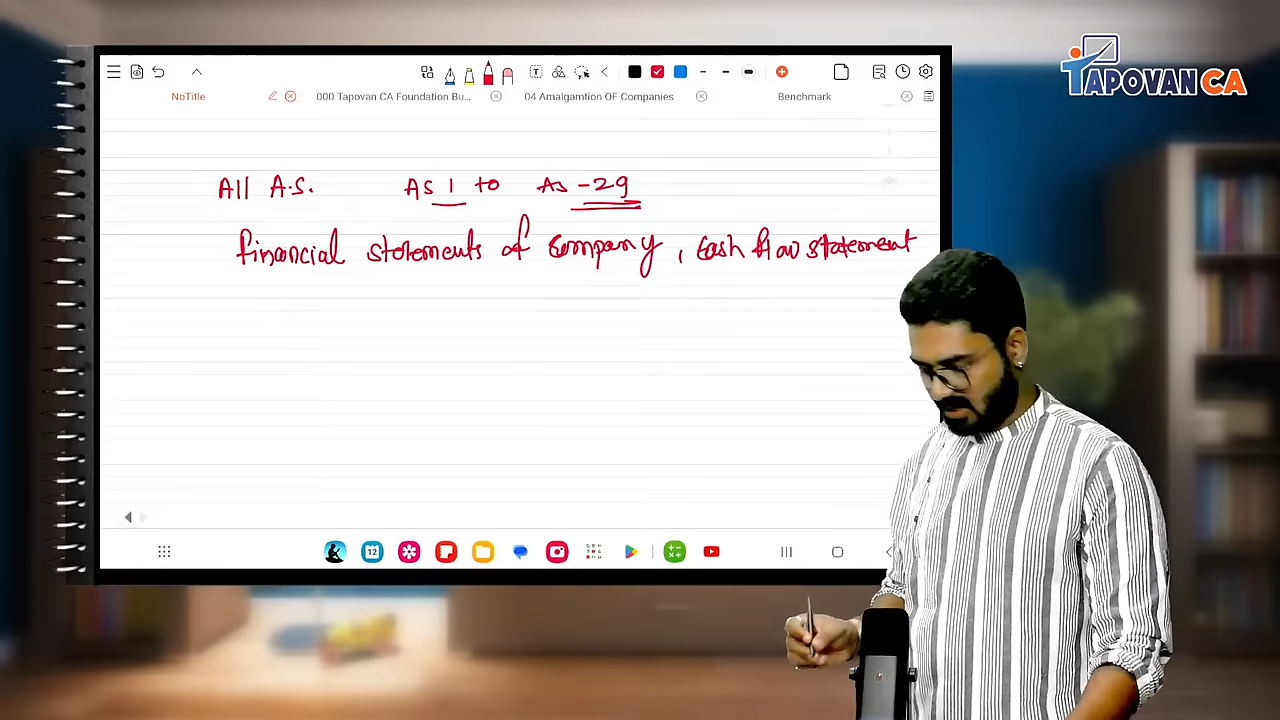 TAPOVAN CA
NoTitle
000 Tapovan CA Foundation Bu...
04 Amalgamtion OF Companies
Benchmark
All A.S. AS 1 to AS -29
financial statements of company, cash flow statement
12